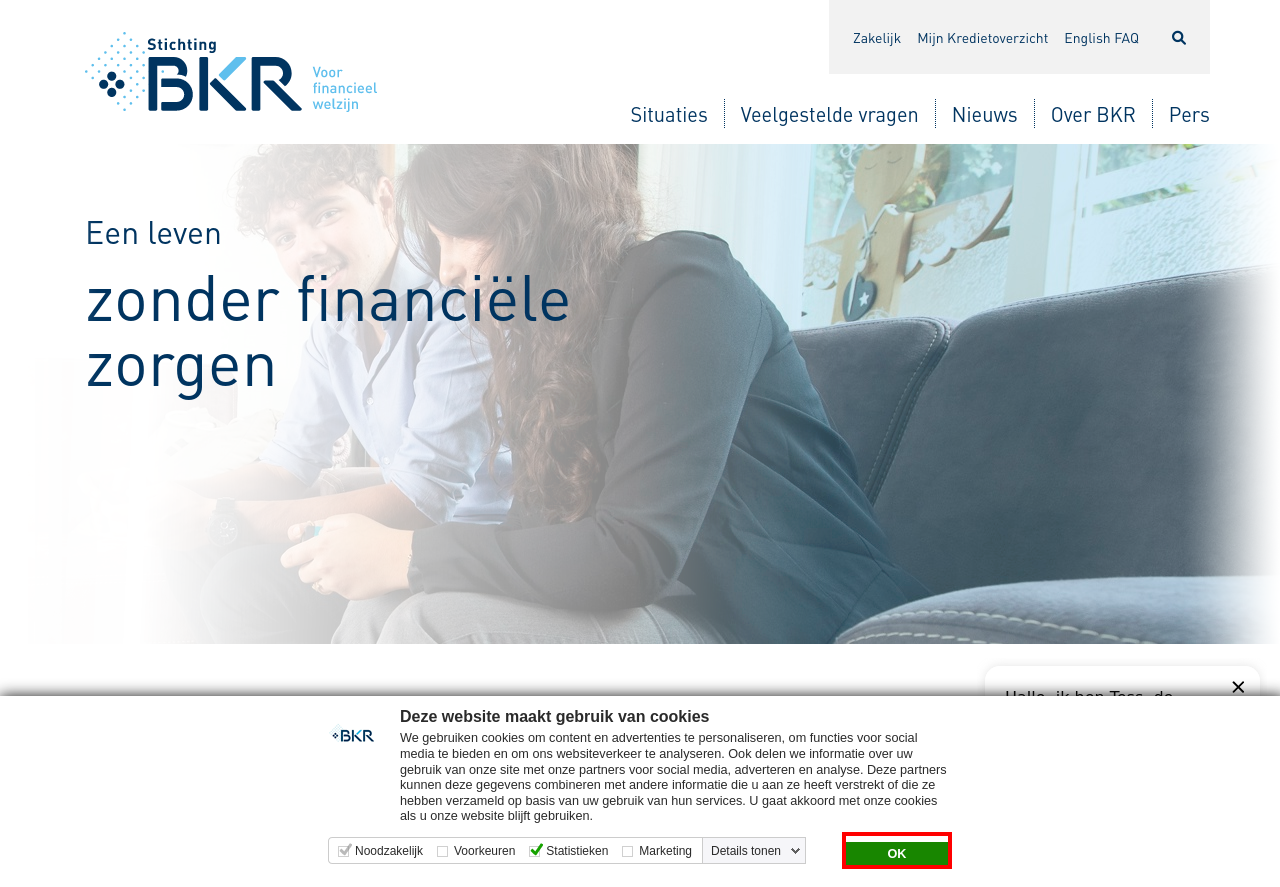 Stichting
BKR
Voor
financieel
welzijn
Zakelijk
Mijn Kredietoverzicht
English FAQ
Situaties
Veelgestelde vragen
Nieuws
Over BKR
Pers
Een leven
zonder financiële
zorgen
BKR
Deze website maakt gebruik van cookies
We gebruiken cookies om content en advertenties te personaliseren, om functies voor social
media te bieden en om ons websiteverkeer te analyseren. Ook delen we informatie over uw
gebruik van onze site met onze partners voor social media, adverteren en analyse. Deze partners
kunnen deze gegevens combineren met andere informatie die u aan ze heeft verstrekt of die ze
hebben verzameld op basis van uw gebruik van hun services. U gaat akkoord met onze cookies
als u onze website blijft gebruiken.
Noodzakelijk
Voorkeuren
Statistieken
Marketing
Details tonen
OK